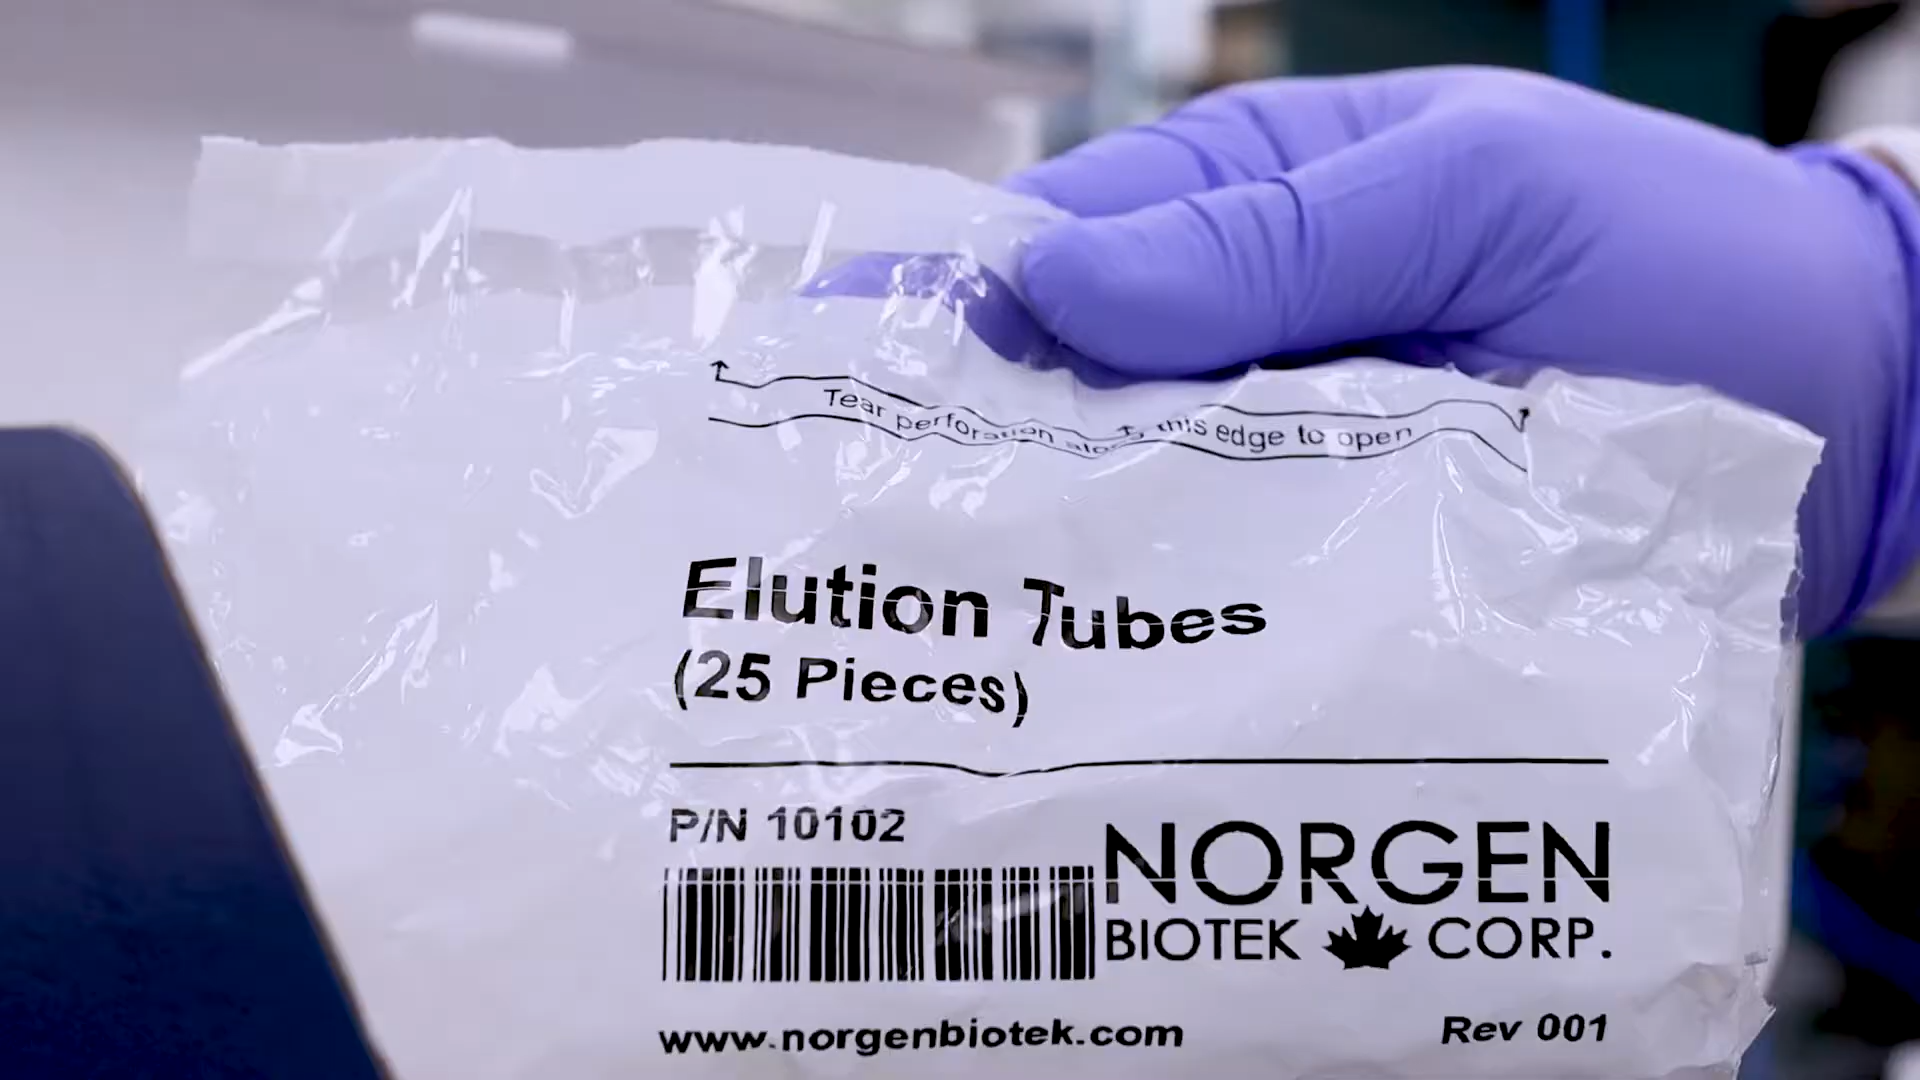 Tear perforation along this edge to open
Elution Tubes
(25 Pieces)
P/N 10102
NORGEN
BIOTEK CORP.
www.norgenbiotek.com
Rev 001